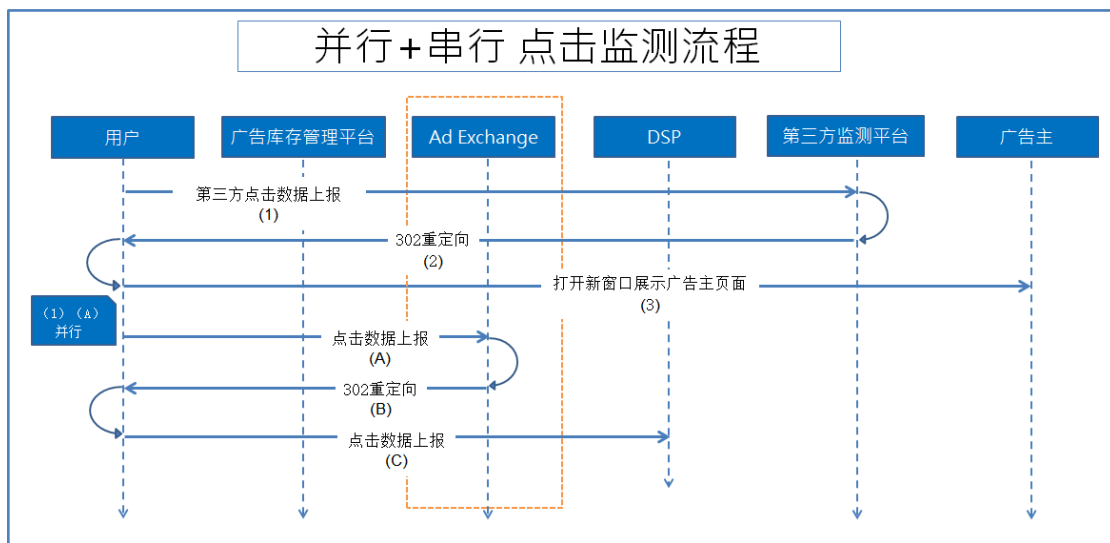 并行+串行 点击监测流程
用户
广告库存管理平台
Ad Exchange
DSP
第三方监测平台
广告主
第三方点击数据上报
(1)
302重定向
(2)
打开新窗口展示广告主页面
(3)
（1）（A）
并行
点击数据上报
(A)
302重定向
(B)
点击数据上报
(C)